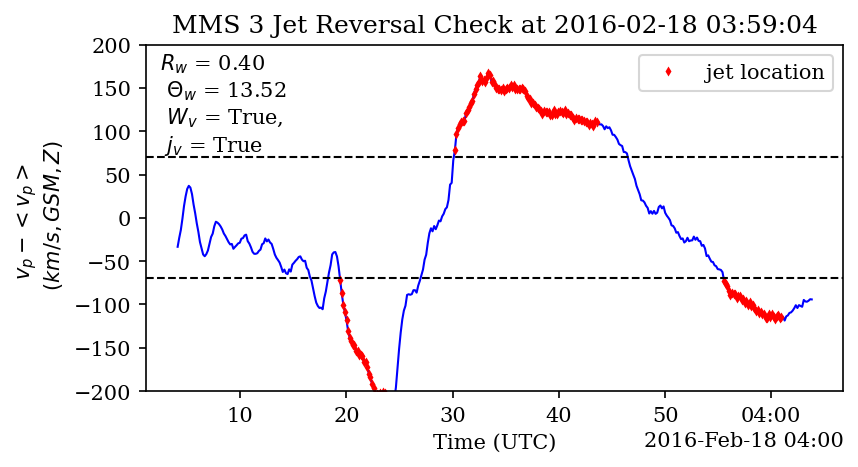 MMS 3 Jet Reversal Check at 2016-02-18 03:59:04
R_w = 0.40
Θ_w = 13.52
W_v = True,
j_v = True
jet location
v_p − <v_p>
(km/s, GSM, Z)
200
150
100
50
0
−50
−100
−150
−200
10
20
30
40
50
04:00
Time (UTC)
2016-Feb-18 04:00